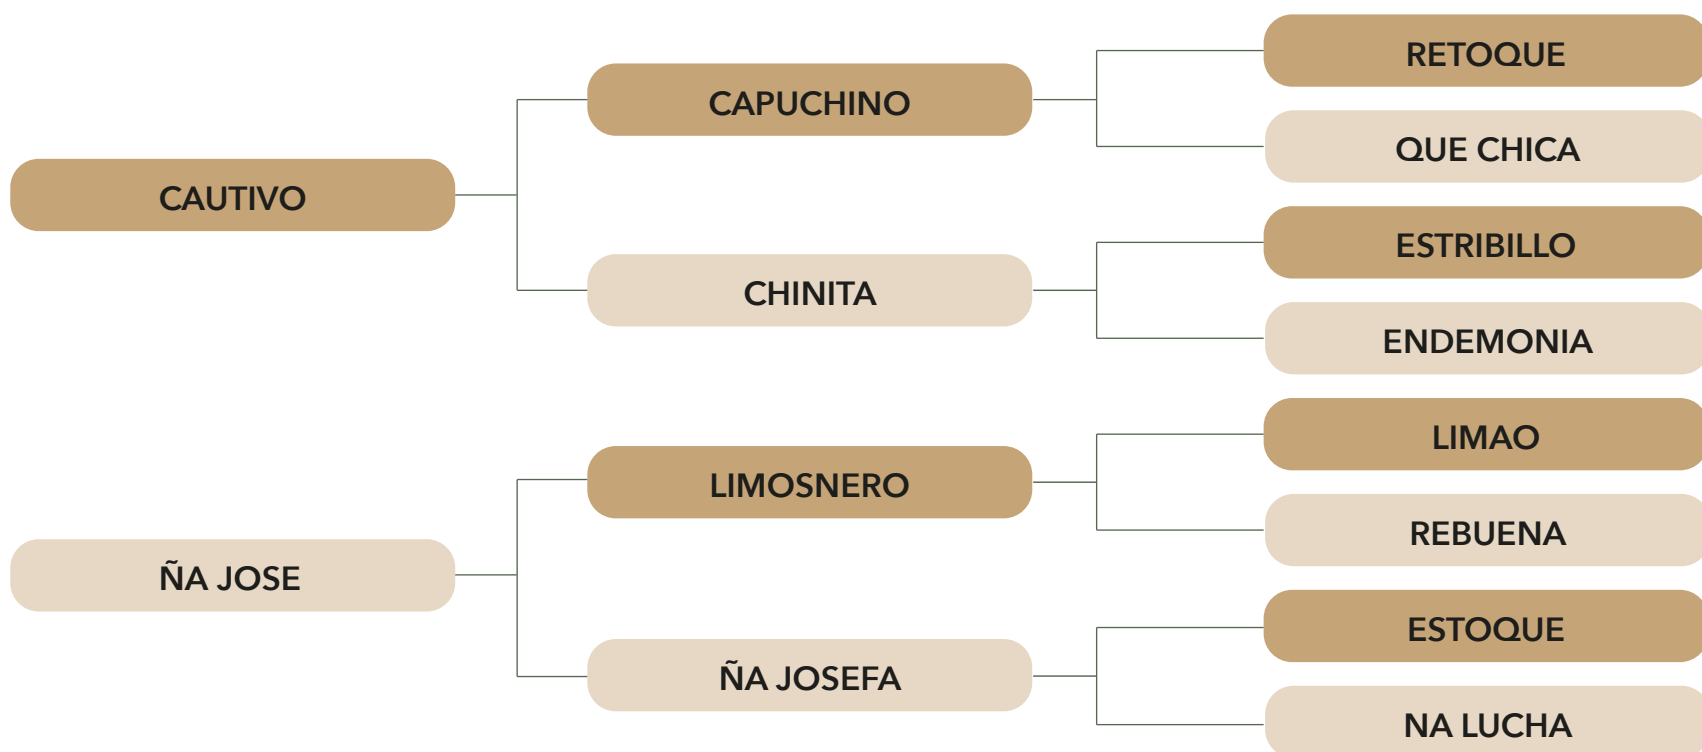 RETOQUE
CAPUCHINO
QUE CHICA
CAUTIVO
ESTRIBILLO
CHINITA
ENDEMONIA
LIMAO
LIMOSNERO
REBUENA
ÑA JOSE
ESTOQUE
ÑA JOSEFA
NA LUCHA